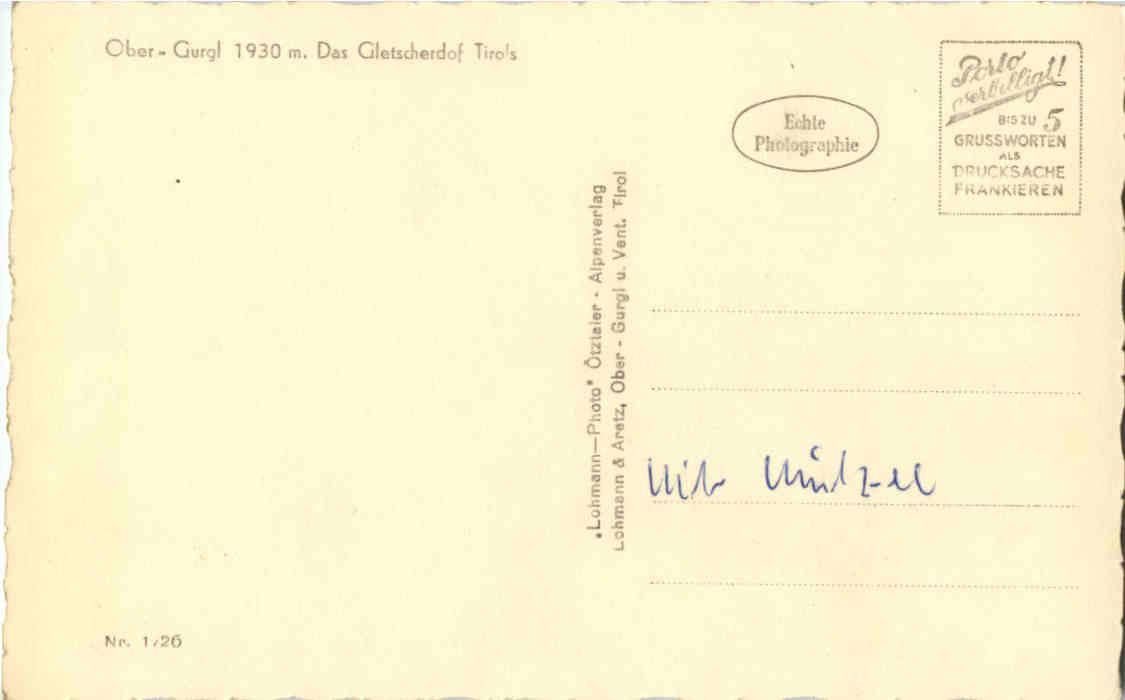 Ober - Gurgl 1930 m. Das Gletscherdof Tirols
Echte
Photographie
Porto
verbilligt!
BIS ZU 5
GRUSSWORTEN
ALS
DRUCKSACHE
FRANKIEREN
„Lohmann—Photo" Ötztaler - Alpenverlag
Lohmann & Aretz, Ober - Gurgl u. Vent. Tirol
Nr. 1/26